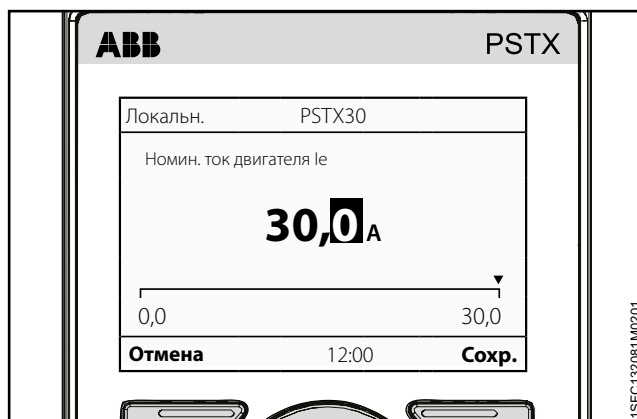 ABB PSTX
Локальн. PSTX30
Номин. ток двигателя Ie
30,0 A
0,0 30,0
Отмена 12:00 Сохр.
1SFC132081M0201